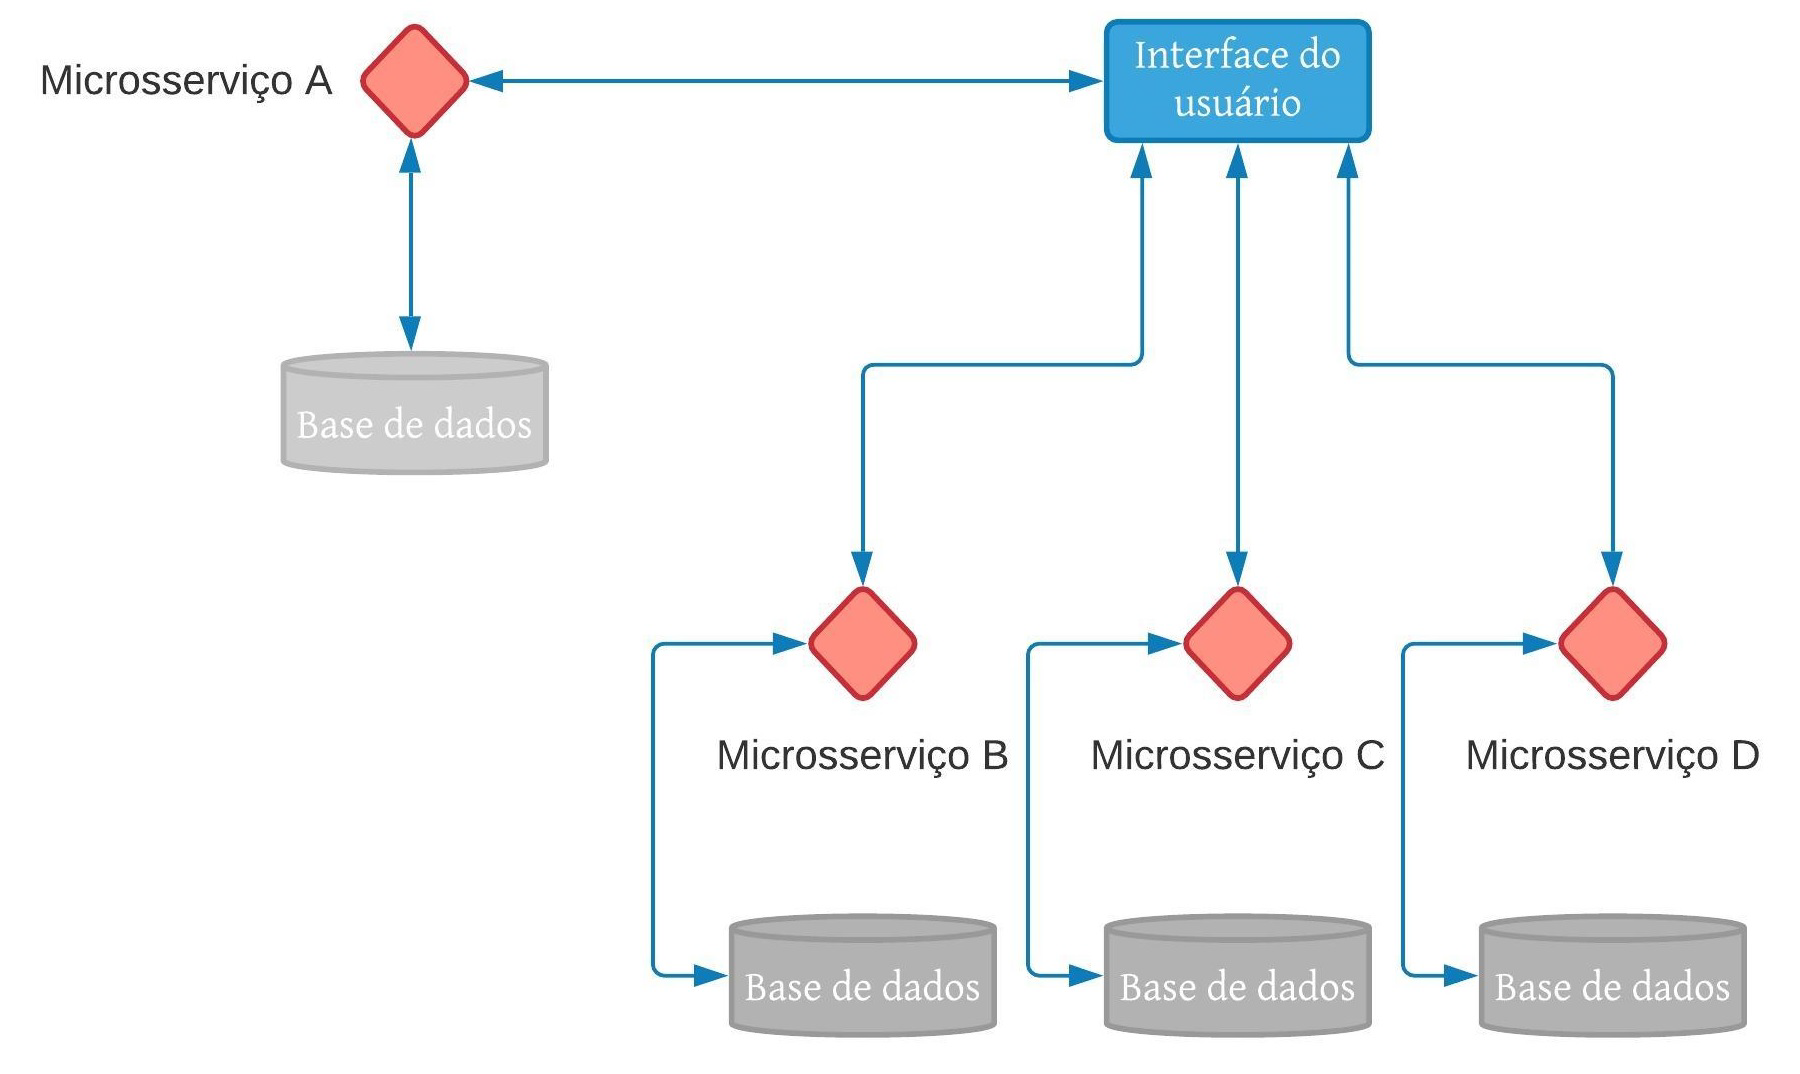 Microsserviço A
Interface do
usuário
Base de dados
Microsserviço B
Microsserviço C
Microsserviço D
Base de dados
Base de dados
Base de dados